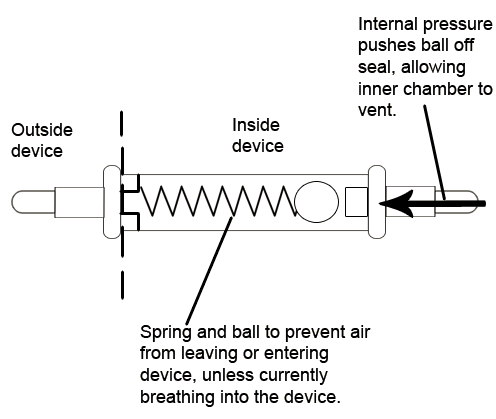 Internal pressure
pushes ball off
seal, allowing
inner chamber to
vent.
Outside
device
Inside
device
Spring and ball to prevent air
from leaving or entering
device, unless currently
breathing into the device.